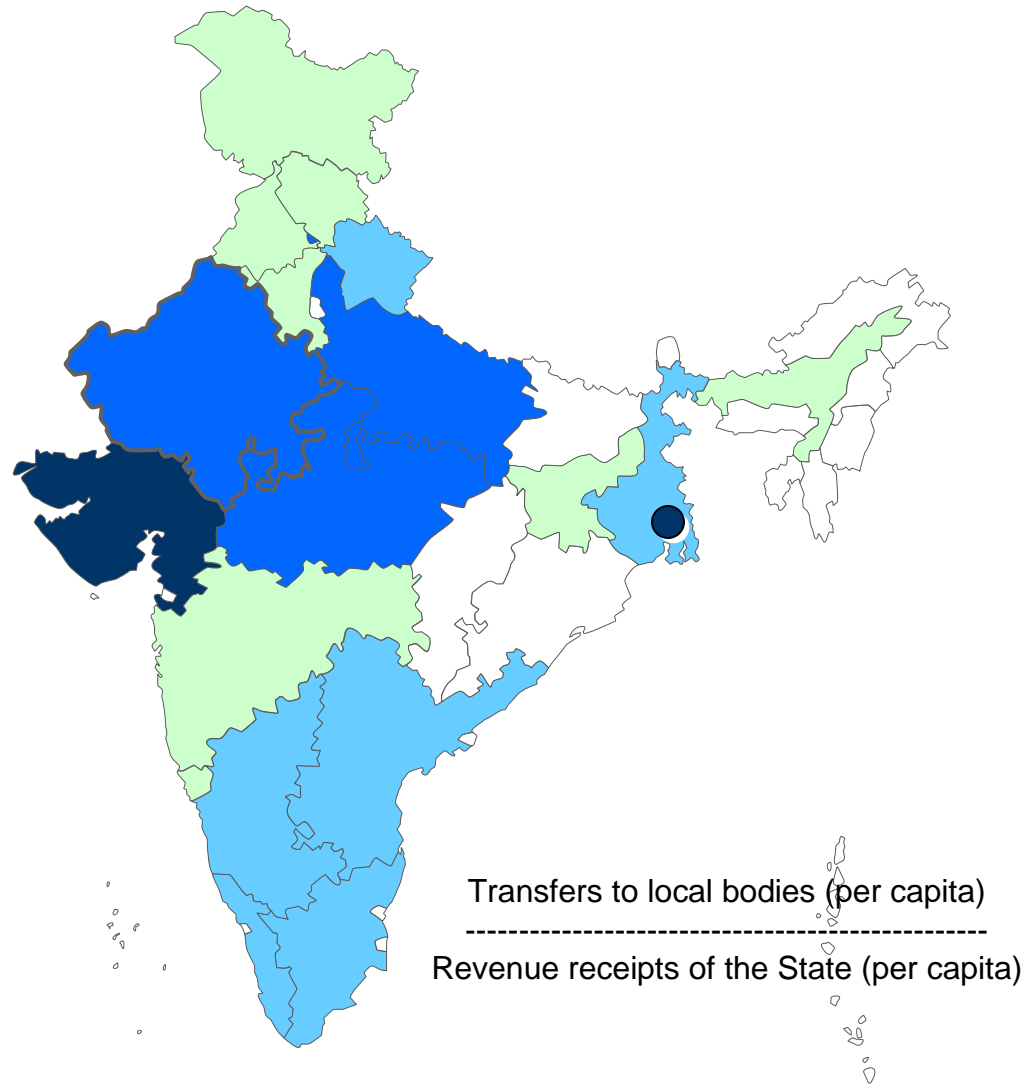 Transfers to local bodies (per capita)
-------------------------------------------------
Revenue receipts of the State (per capita)